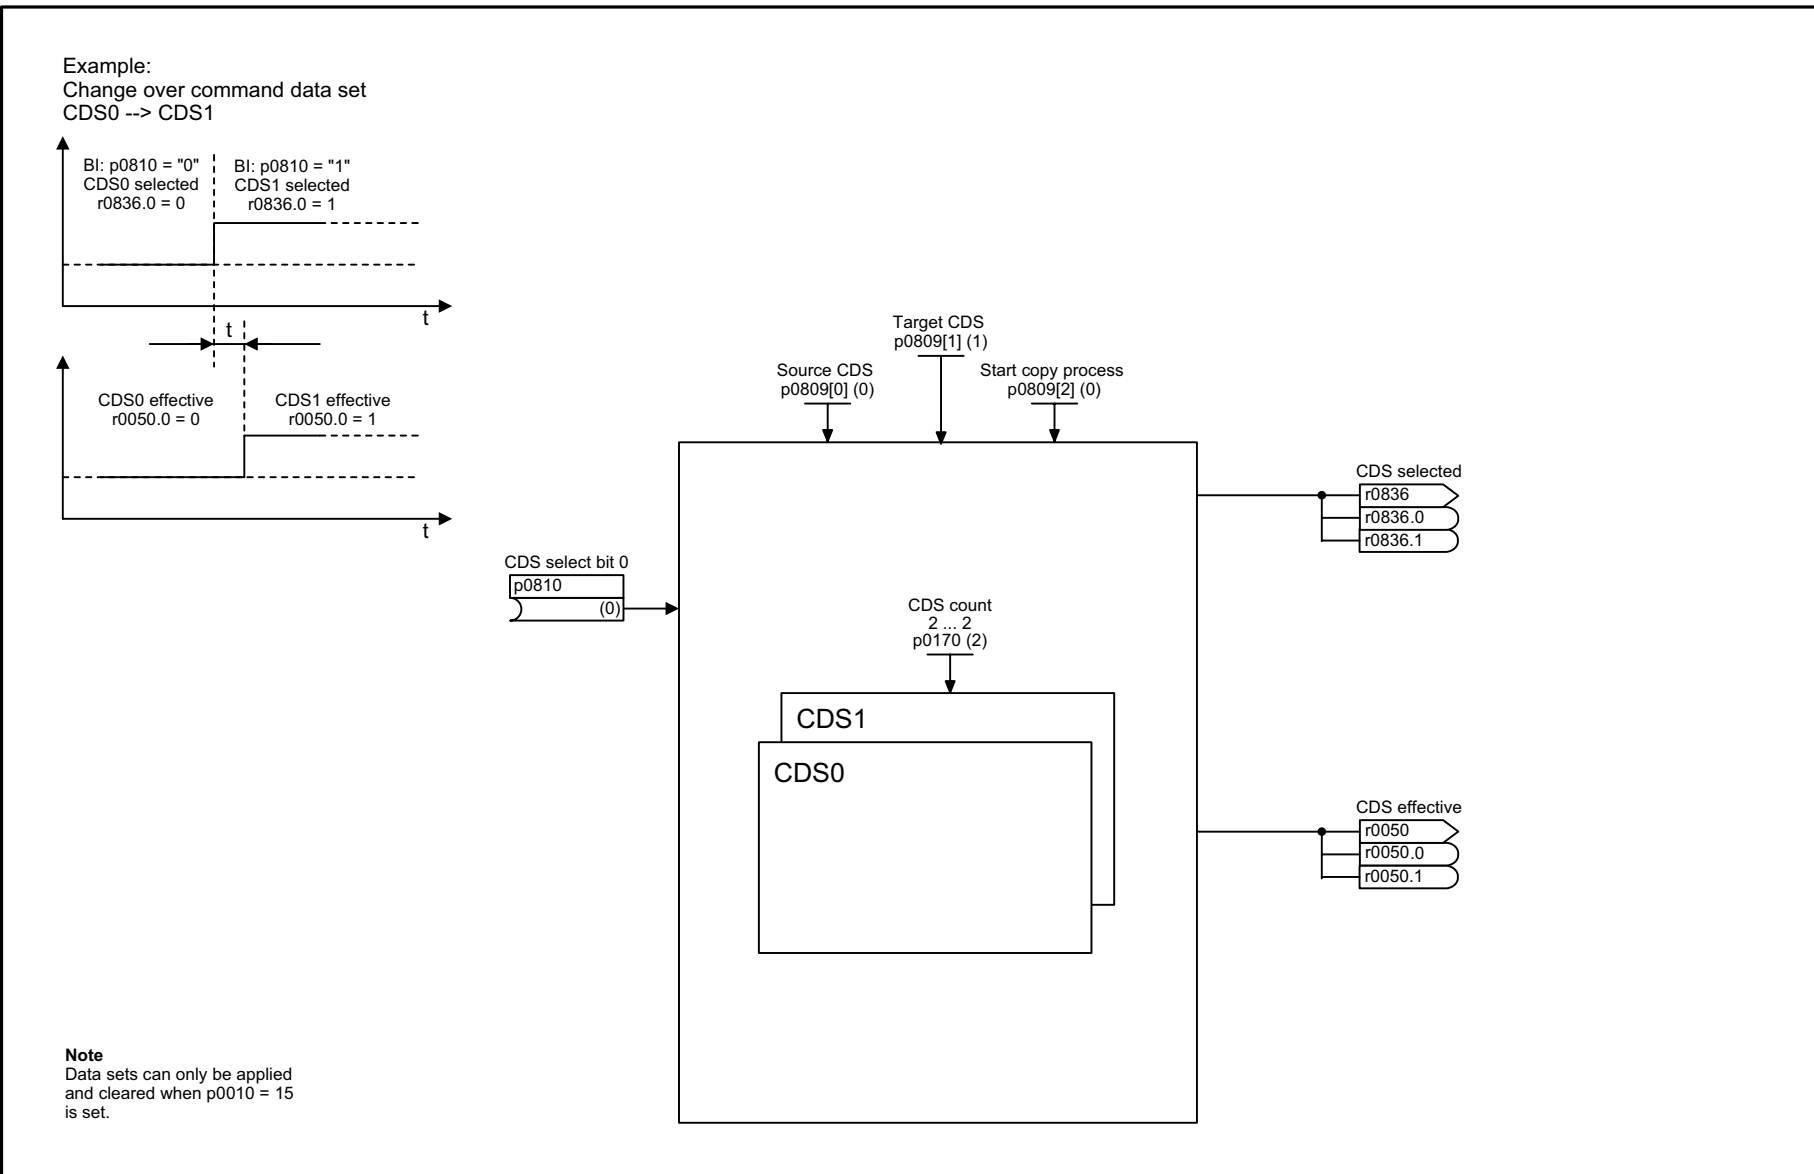 Example:
Change over command data set
CDS0 --> CDS1
BI: p0810 = "0"
CDS0 selected
r0836.0 = 0
BI: p0810 = "1"
CDS1 selected
r0836.0 = 1
t
t
CDS0 effective
r0050.0 = 0
CDS1 effective
r0050.0 = 1
t
Target CDS
p0809[1] (1)
Source CDS
p0809[0] (0)
Start copy process
p0809[2] (0)
CDS selected
r0836
r0836.0
r0836.1
CDS select bit 0
p0810
(0)
CDS count
2 ... 2
p0170 (2)
CDS1
CDS0
CDS effective
r0050
r0050.0
r0050.1
Note
Data sets can only be applied
and cleared when p0010 = 15
is set.